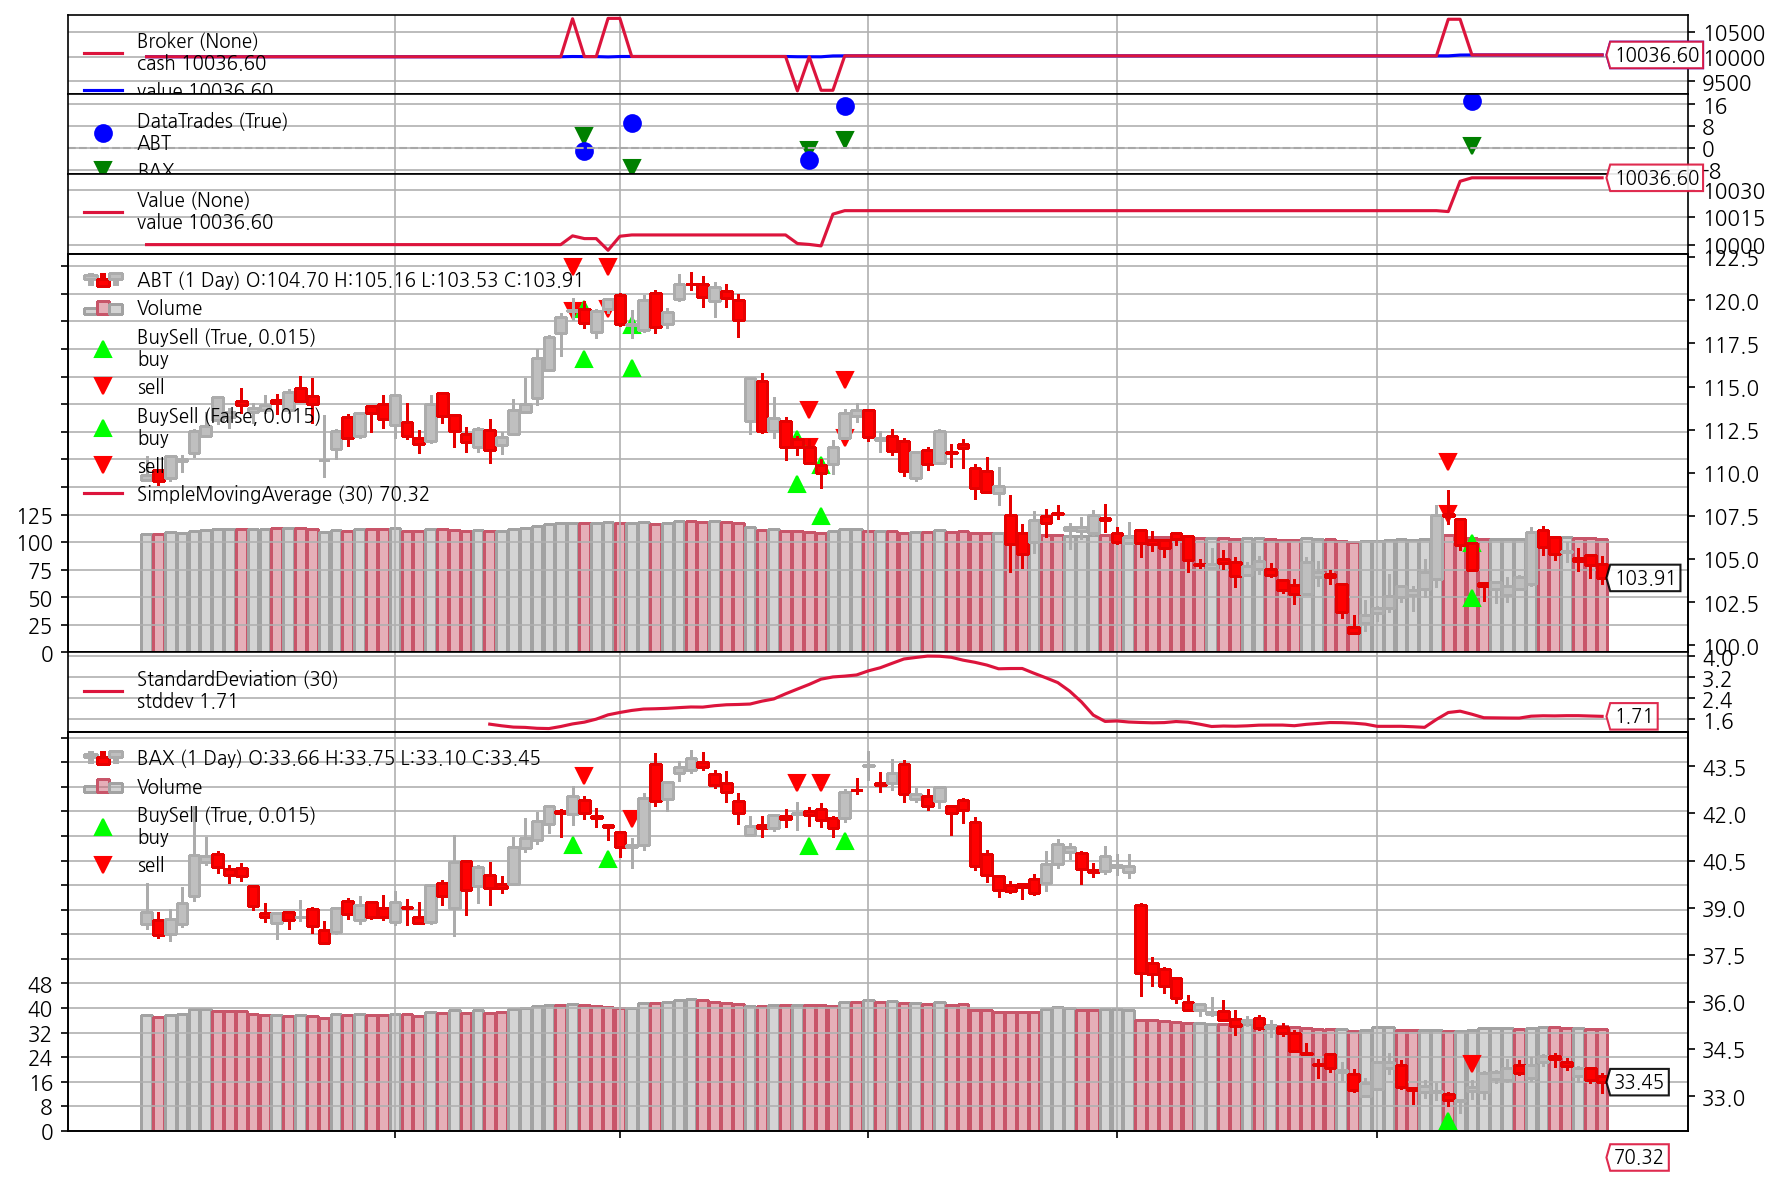 Broker (None)
cash 10036.60
value 10036.60
10500
10000
9500
10036.60
DataTrades (True)
ABT
BAX
16
8
0
-8
Value (None)
value 10036.60
10036.60
10030
10015
10000
ABT (1 Day) O:104.70 H:105.16 L:103.53 C:103.91
Volume
BuySell (True, 0.015)
buy
sell
BuySell (False, 0.015)
buy
sell
SimpleMovingAverage (30) 70.32
122.5
120.0
117.5
115.0
112.5
110.0
107.5
105.0
102.5
100.0
103.91
125
100
75
50
25
0
StandardDeviation (30)
stddev 1.71
4.0
3.2
2.4
1.6
1.71
BAX (1 Day) O:33.66 H:33.75 L:33.10 C:33.45
Volume
BuySell (True, 0.015)
buy
sell
43.5
42.0
40.5
39.0
37.5
36.0
34.5
33.0
33.45
48
40
32
24
16
8
0
70.32